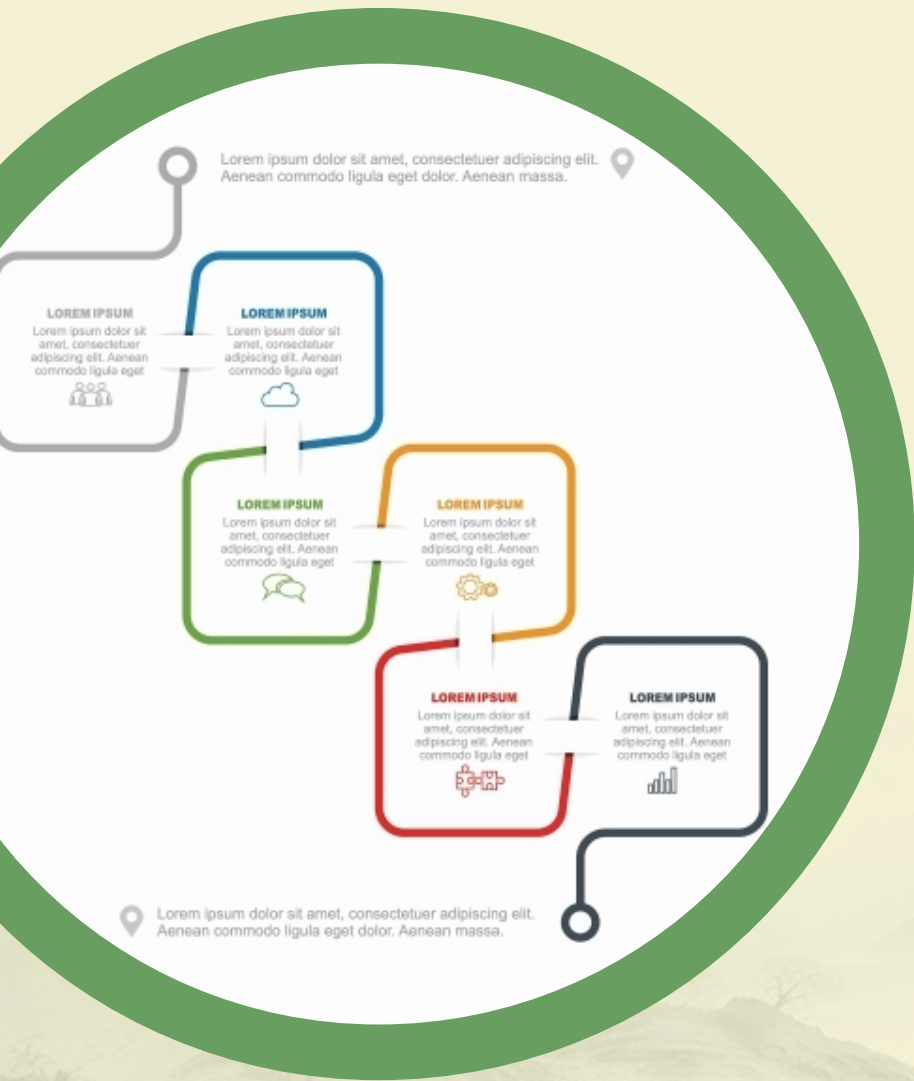 Lorem ipsum dolor sit amet, consectetuer adipiscing elit.
Aenean commodo ligula eget dolor. Aenean massa.
LOREM IPSUM
Lorem ipsum dolor sit
amet, consectetuer
adipiscing elit. Aenean
commodo ligula eget
LOREM IPSUM
Lorem ipsum dolor sit
amet, consectetuer
adipiscing elit. Aenean
commodo ligula eget
LOREM IPSUM
Lorem ipsum dolor sit
amet, consectetuer
adipiscing elit. Aenean
commodo ligula eget
LOREM IPSUM
Lorem ipsum dolor sit
amet, consectetuer
adipiscing elit. Aenean
commodo ligula eget
LOREM IPSUM
Lorem ipsum dolor sit
amet, consectetuer
adipiscing elit. Aenean
commodo ligula eget
LOREM IPSUM
Lorem ipsum dolor sit
amet, consectetuer
adipiscing elit. Aenean
commodo ligula eget
Lorem ipsum dolor sit amet, consectetuer adipiscing elit.
Aenean commodo ligula eget dolor. Aenean massa.